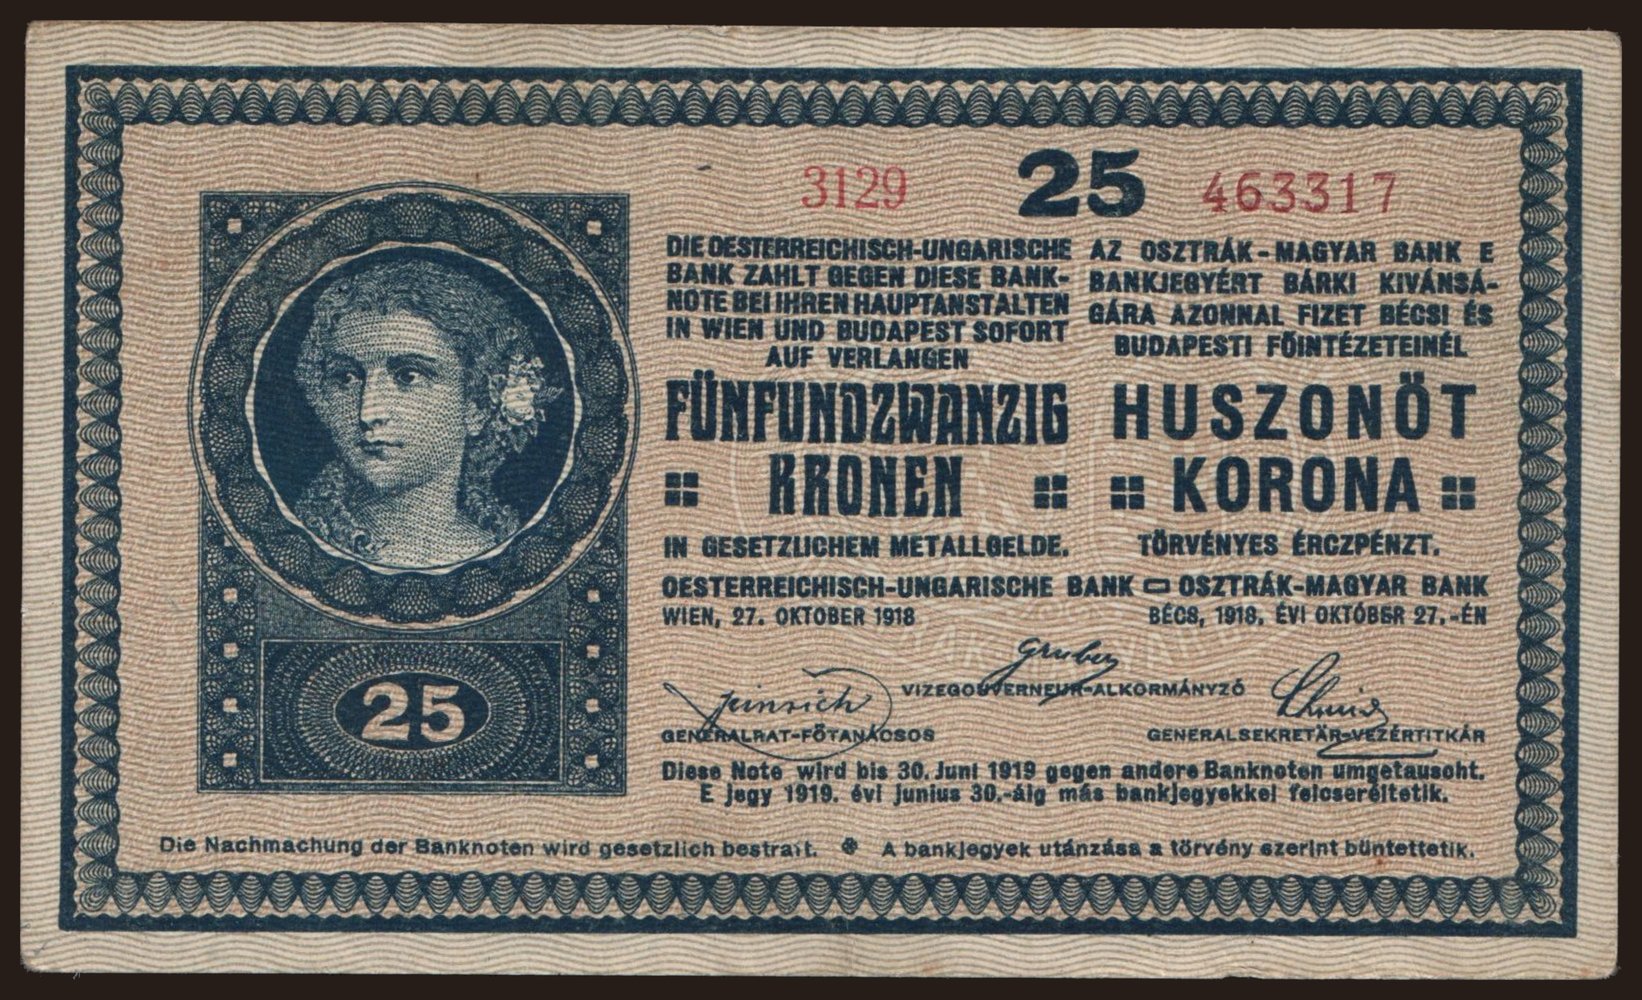 3129 25 463317
DIE OESTERREICHISCH-UNGARISCHE
BANK ZAHLT GEGEN DIESE BANK-
NOTE BEI IHREN HAUPTANSTALTEN
IN WIEN UND BUDAPEST SOFORT
AUF VERLANGEN
FÜNFUNDZWANZIG
KRONEN
IN GESETZLICHEM METALLGELDE.
AZ OSZTRÁK-MAGYAR BANK E
BANKJEGYÉRT BÁRKI KIVÁNSÁ-
GÁRA AZONNAL FIZET BÉCSI ÉS
BUDAPESTI FŐINTÉZETEINÉL
HUSZONÖT
KORONA
TÖRVÉNYES ÉRCZPÉNZT.
OESTERREICHISCH-UNGARISCHE BANK OSZTRÁK-MAGYAR BANK
WIEN, 27. OKTOBER 1918 BÉCS, 1918. ÉVI OKTÓBER 27.-ÉN
Gruber
VIZEGOUVERNEUR-ALKORMÁNYZÓ
GENERALRAT-FŐTANÁCSOS GENERALSEKRETÄR-VEZÉRTITKÁR
25
Diese Note wird bis 30. Juni 1919 gegen andere Banknoten umgetauscht.
E jegy 1919. évi junius 30.-áig más bankjegyekkel felcseréltetik.
Die Nachmachung der Banknoten wird gesetzlich bestraft. A bankjegyek utánzása a törvény szerint büntettetik.